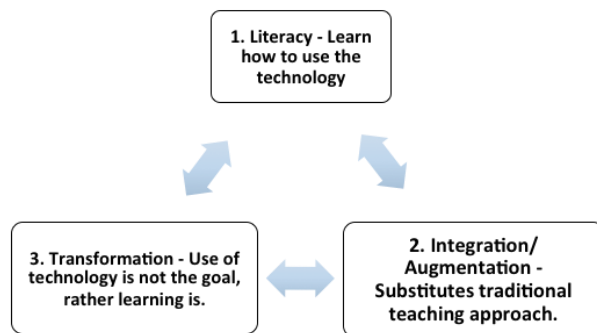 1. Literacy - Learn
how to use the
technology
3. Transformation - Use of
technology is not the goal,
rather learning is.
2. Integration/
Augmentation -
Substitutes traditional
teaching approach.